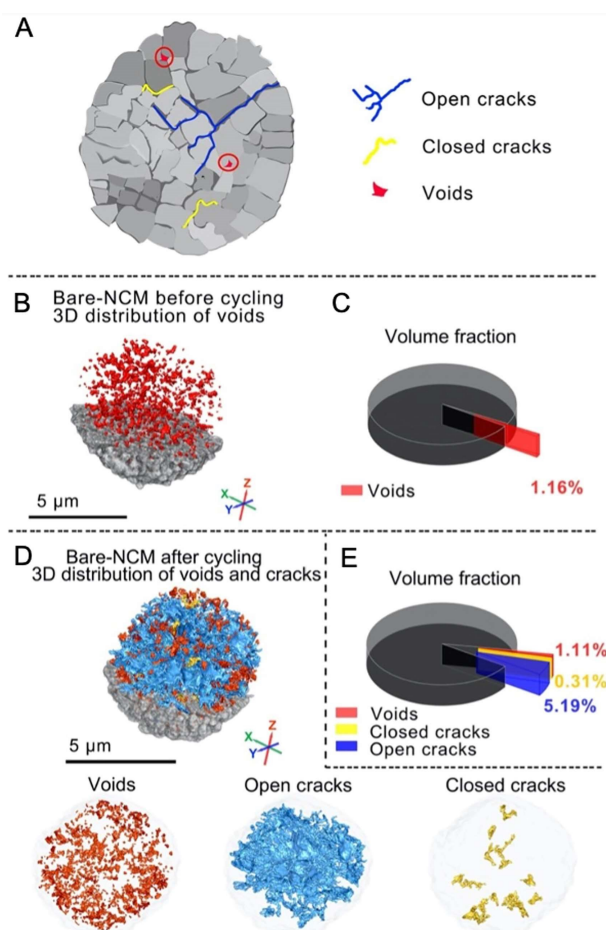 A
Open cracks
Closed cracks
Voids
B
Bare-NCM before cycling
3D distribution of voids
5 µm
X
Y
Z
C
Volume fraction
Voids
1.16%
D
Bare-NCM after cycling
3D distribution of voids and cracks
5 µm
X
Y
Z
E
Volume fraction
1.11%
0.31%
5.19%
Voids
Closed cracks
Open cracks
Voids
Open cracks
Closed cracks